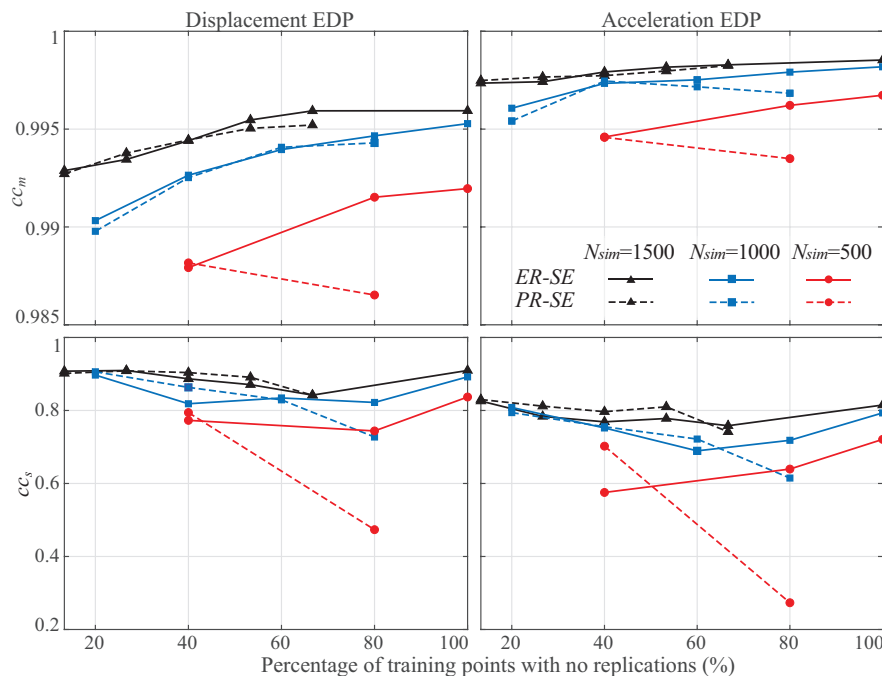 Displacement EDP
Acceleration EDP
1
0.995
0.99
0.985
cc_m
N_sim=1500 N_sim=1000 N_sim=500
ER-SE
PR-SE
1
0.8
0.6
0.4
0.2
cc_s
20 40 60 80 100
20 40 60 80 100
Percentage of training points with no replications (%)